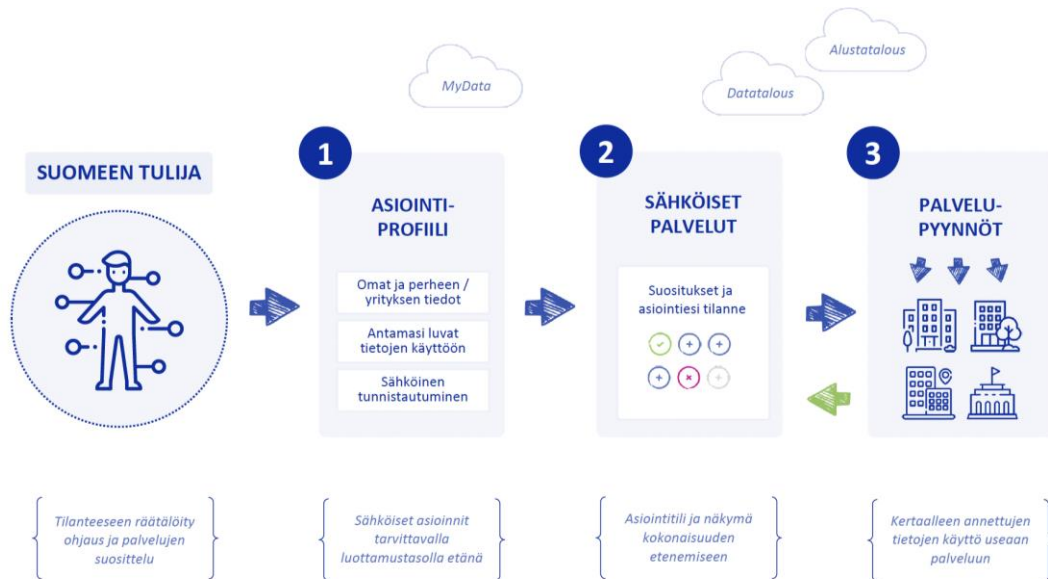 MyData
Datatalous
Alustatalous
SUOMEEN TULIJA
1
ASIOINTI-
PROFIILI
Omat ja perheen /
yrityksen tiedot
Antamasi luvat
tietojen käyttöön
Sähköinen
tunnistautuminen
2
SÄHKÖISET
PALVELUT
Suositukset ja
asiointiesi tilanne
3
PALVELU-
PYYNNÖT
Tilanteeseen räätälöity
ohjaus ja palvelujen
suosittelu
Sähköiset asioinnit
tarvittavalla
luottamustasolla etänä
Asiointitili ja näkymä
kokonaisuuden
etenemiseen
Kertaalleen annettujen
tietojen käyttö useaan
palveluun